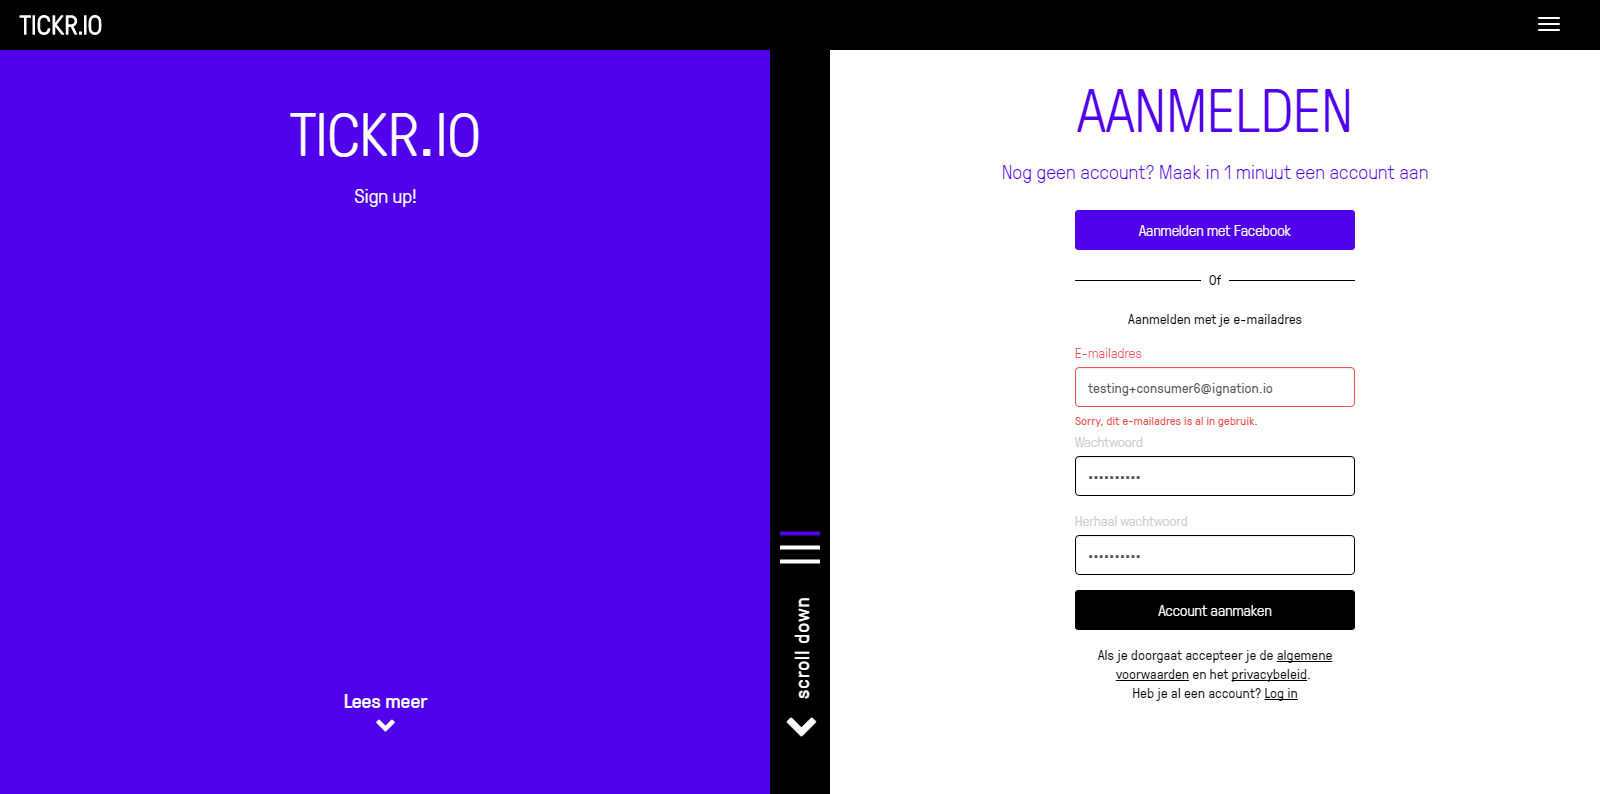 TICKR.IO
TICKR.IO
Sign up!
Lees meer
scroll down
AANMELDEN
Nog geen account? Maak in 1 minuut een account aan
Aanmelden met Facebook
Of
Aanmelden met je e-mailadres
E-mailadres
testing+consumer6@ignation.io
Sorry, dit e-mailadres is al in gebruik.
Wachtwoord
••••••••••
Herhaal wachtwoord
••••••••••
Account aanmaken
Als je doorgaat accepteer je de algemene
voorwaarden en het privacybeleid.
Heb je al een account? Log in